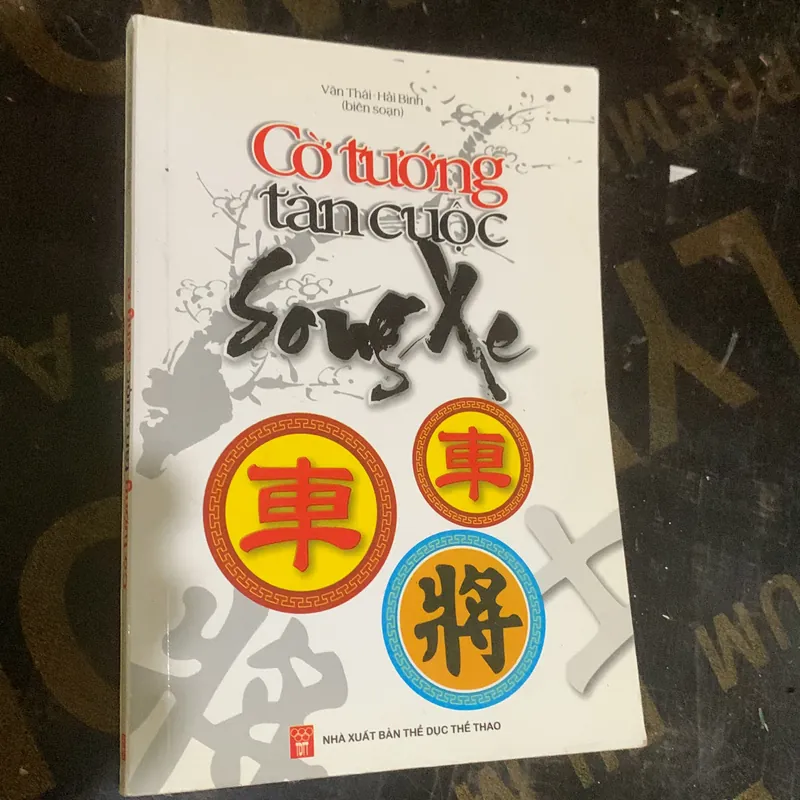 Văn Thái - Hải Bình
(biên soạn)
Cờ tướng
tàn cuộc
Song Xe
車
車
將
TDTT
NHÀ XUẤT BẢN THỂ DỤC THỂ THAO